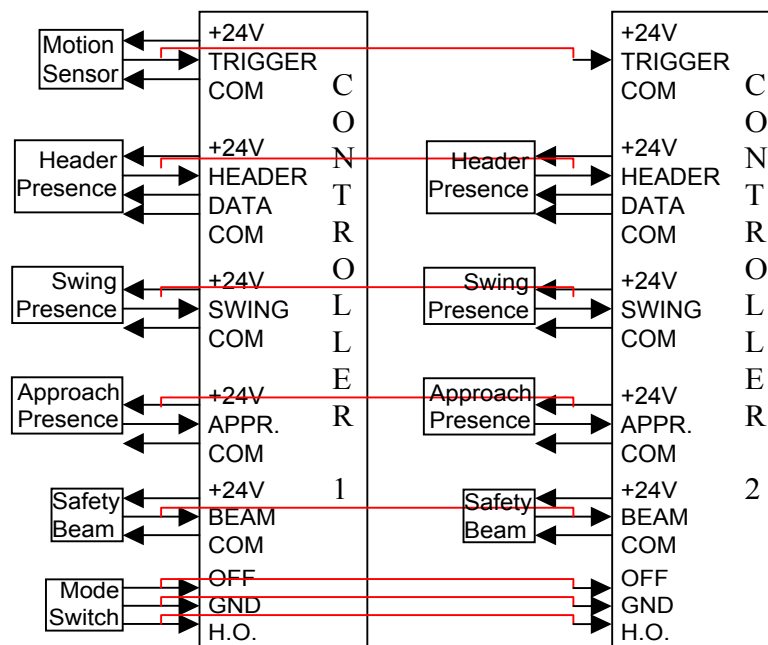 Motion
Sensor
+24V
TRIGGER
COM
Header
Presence
+24V
HEADER
DATA
COM
Swing
Presence
+24V
SWING
COM
Approach
Presence
+24V
APPR.
COM
Safety
Beam
+24V
BEAM
COM
Mode
Switch
OFF
GND
H.O.
CONTROLLER
1
+24V
TRIGGER
COM
Header
Presence
+24V
HEADER
DATA
COM
Swing
Presence
+24V
SWING
COM
Approach
Presence
+24V
APPR.
COM
Safety
Beam
+24V
BEAM
COM
OFF
GND
H.O.
CONTROLLER
2